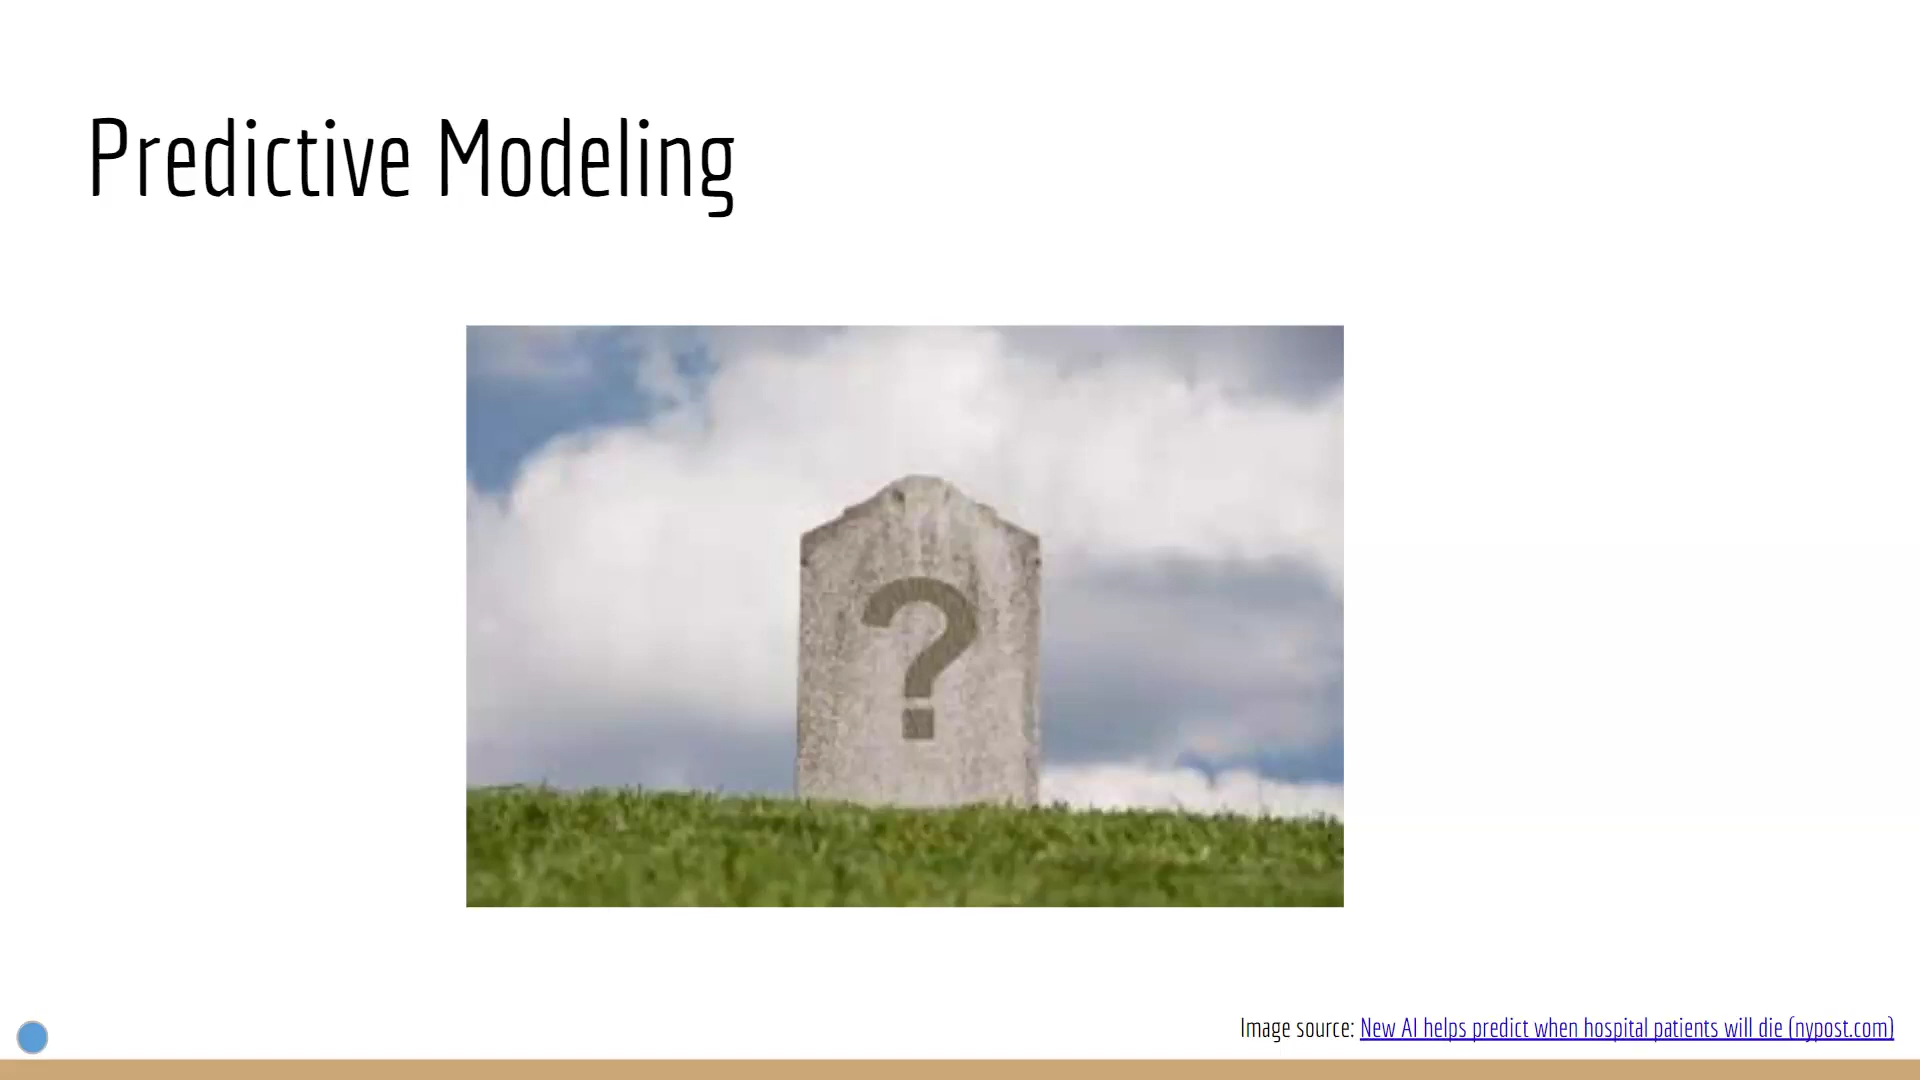 Predictive Modeling
?
Image source: New AI helps predict when hospital patients will die (nypost.com)